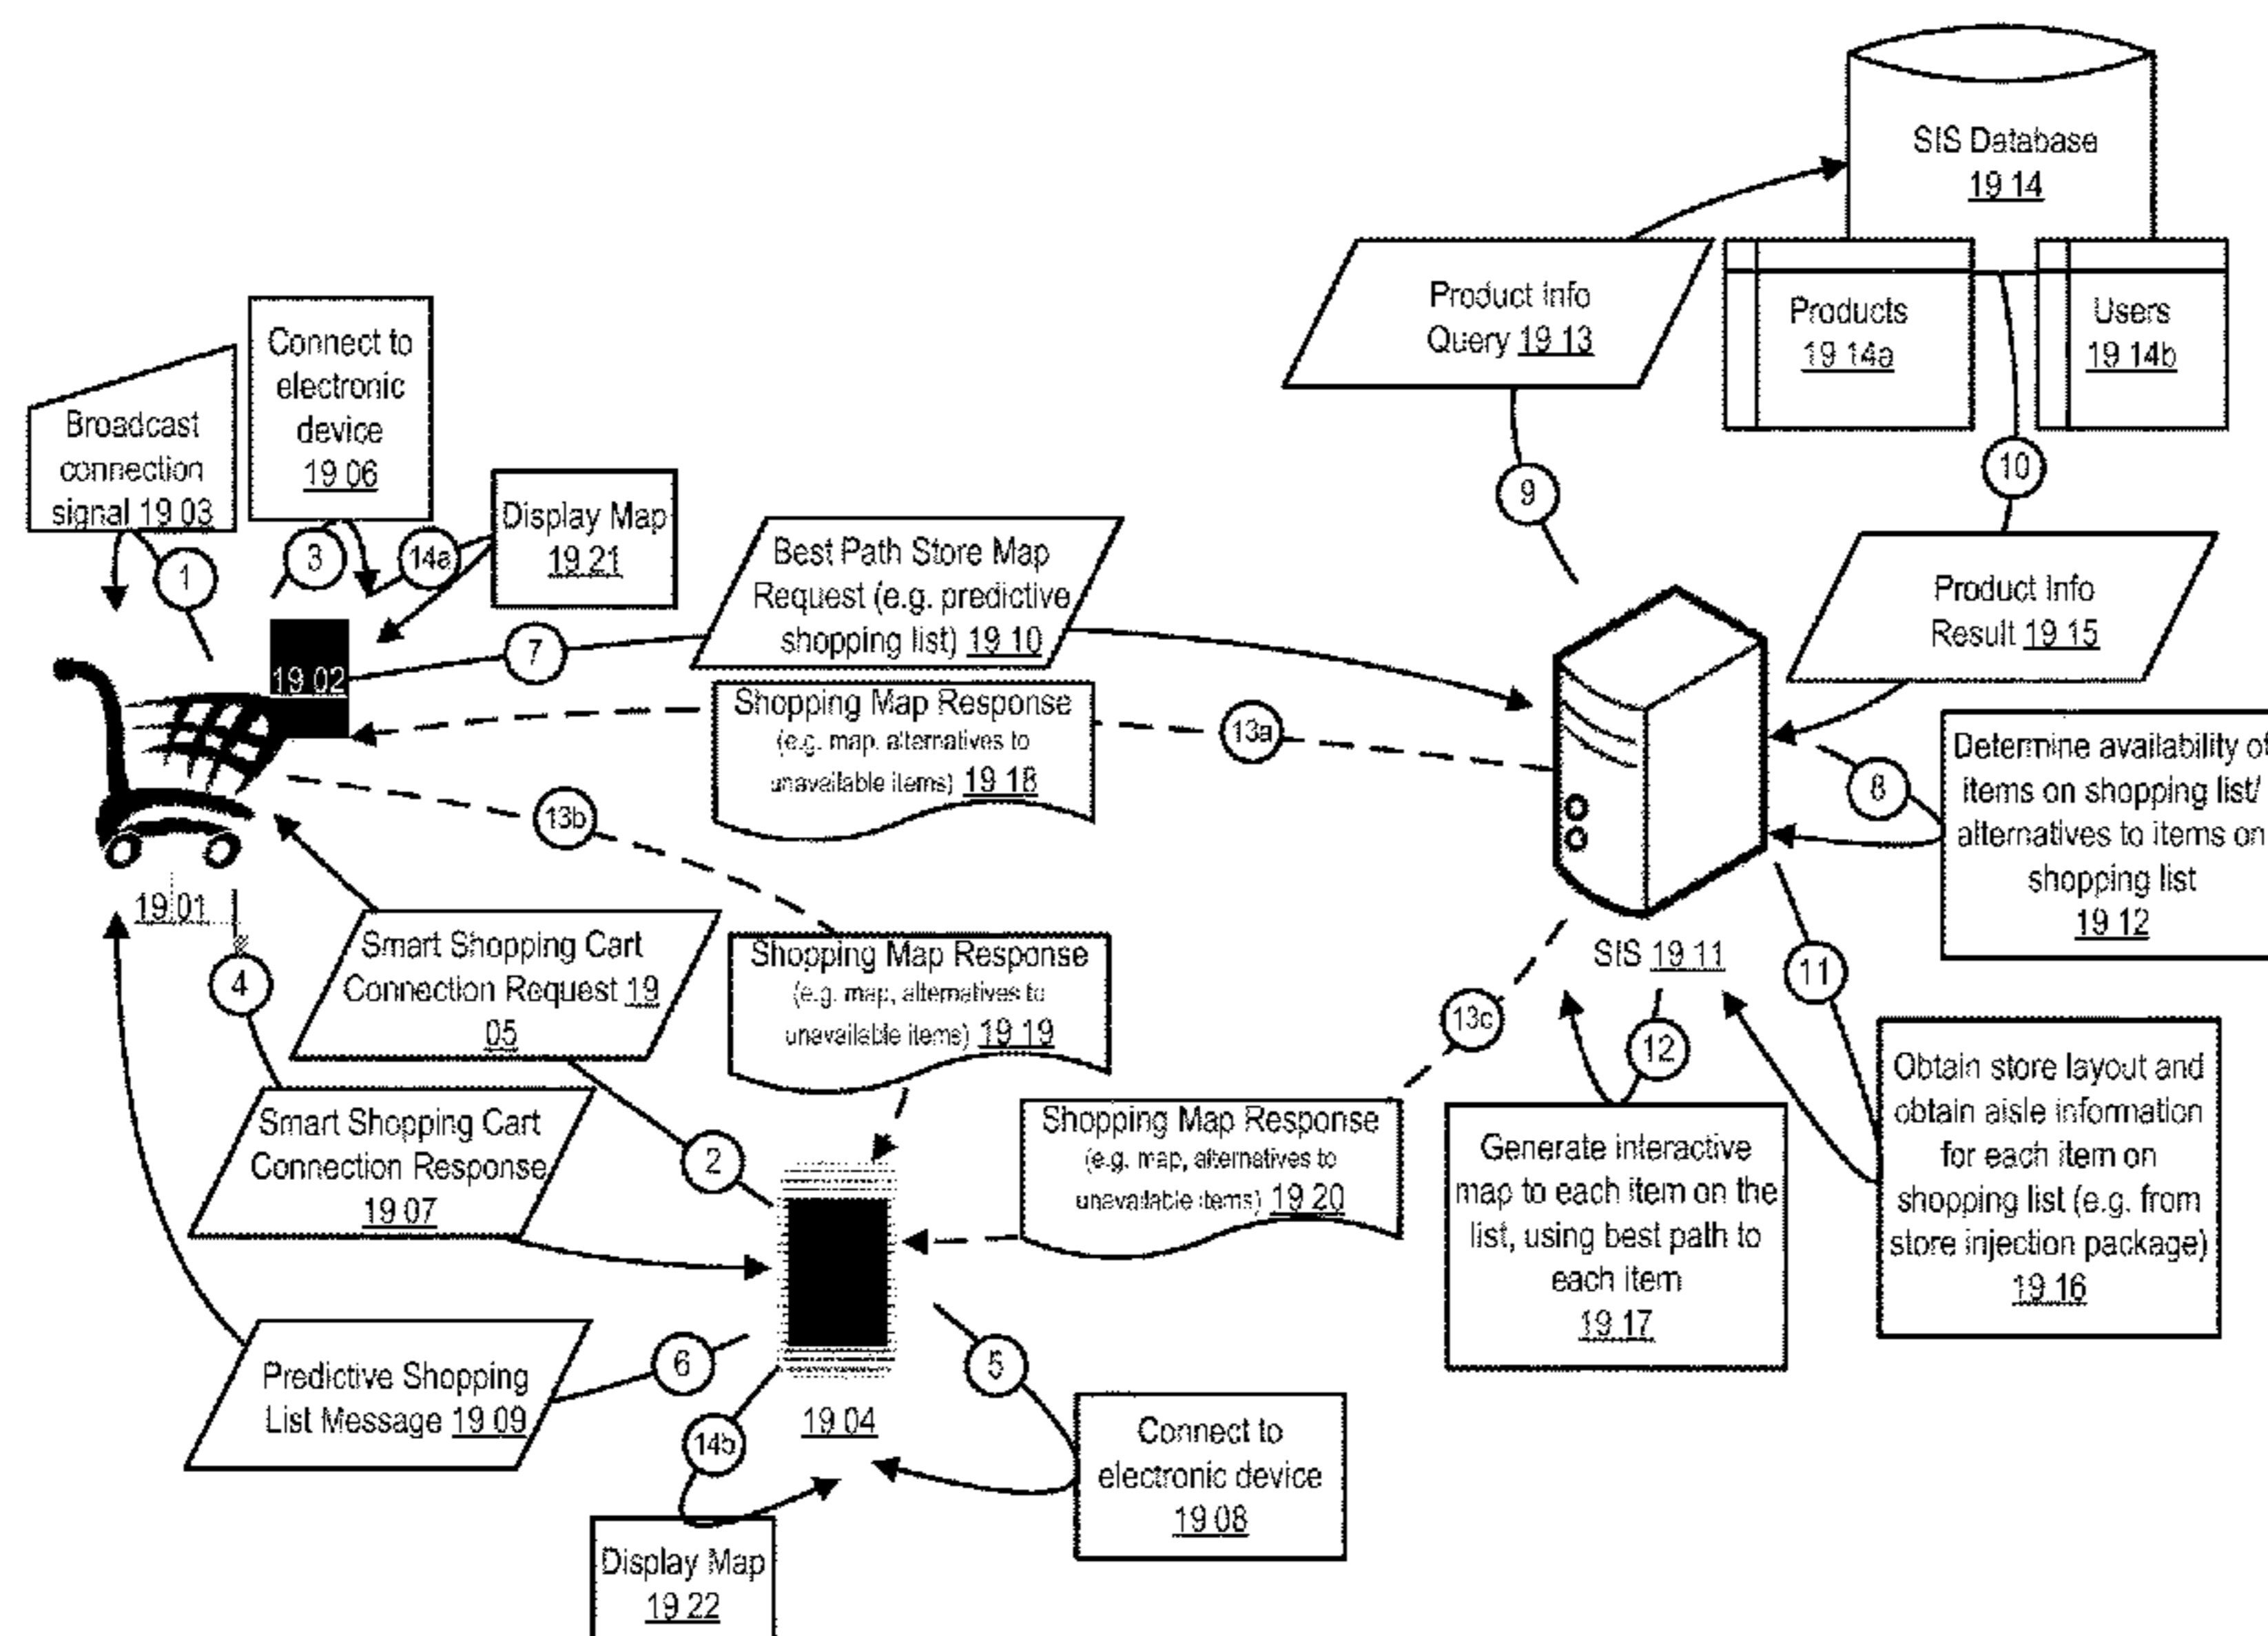 SIS Database
19 14
Product Info
Query 19 13
Products
19 14a
Users
19 14b
Connect to
electronic
device
19 06
Broadcast
connection
signal 19 03
1
3
14a
Display Map
19 21
9
10
Best Path Store Map
Request (e.g. predictive
shopping list) 19 10
7
19 02
Product Info
Result 19 15
Shopping Map Response
(e.g. map, alternatives to
unavailable items) 19 18
13a
13b
8
Determine availability of
items on shopping list/
alternatives to items on
shopping list
19 12
19 01
4
Smart Shopping Cart
Connection Request 19
05
Shopping Map Response
(e.g. map, alternatives to
unavailable items) 19 19
SIS 19 11
13c
12
11
Smart Shopping Cart
Connection Response
19 07
2
Shopping Map Response
(e.g. map, alternatives to
unavailable items) 19 20
Generate interactive
map to each item on the
list, using best path to
each item
19 17
Obtain store layout and
obtain aisle information
for each item on
shopping list (e.g. from
store injection package)
19 16
Predictive Shopping
List Message 19 09
6
5
14b
19 04
Connect to
electronic device
19 08
Display Map
19 22